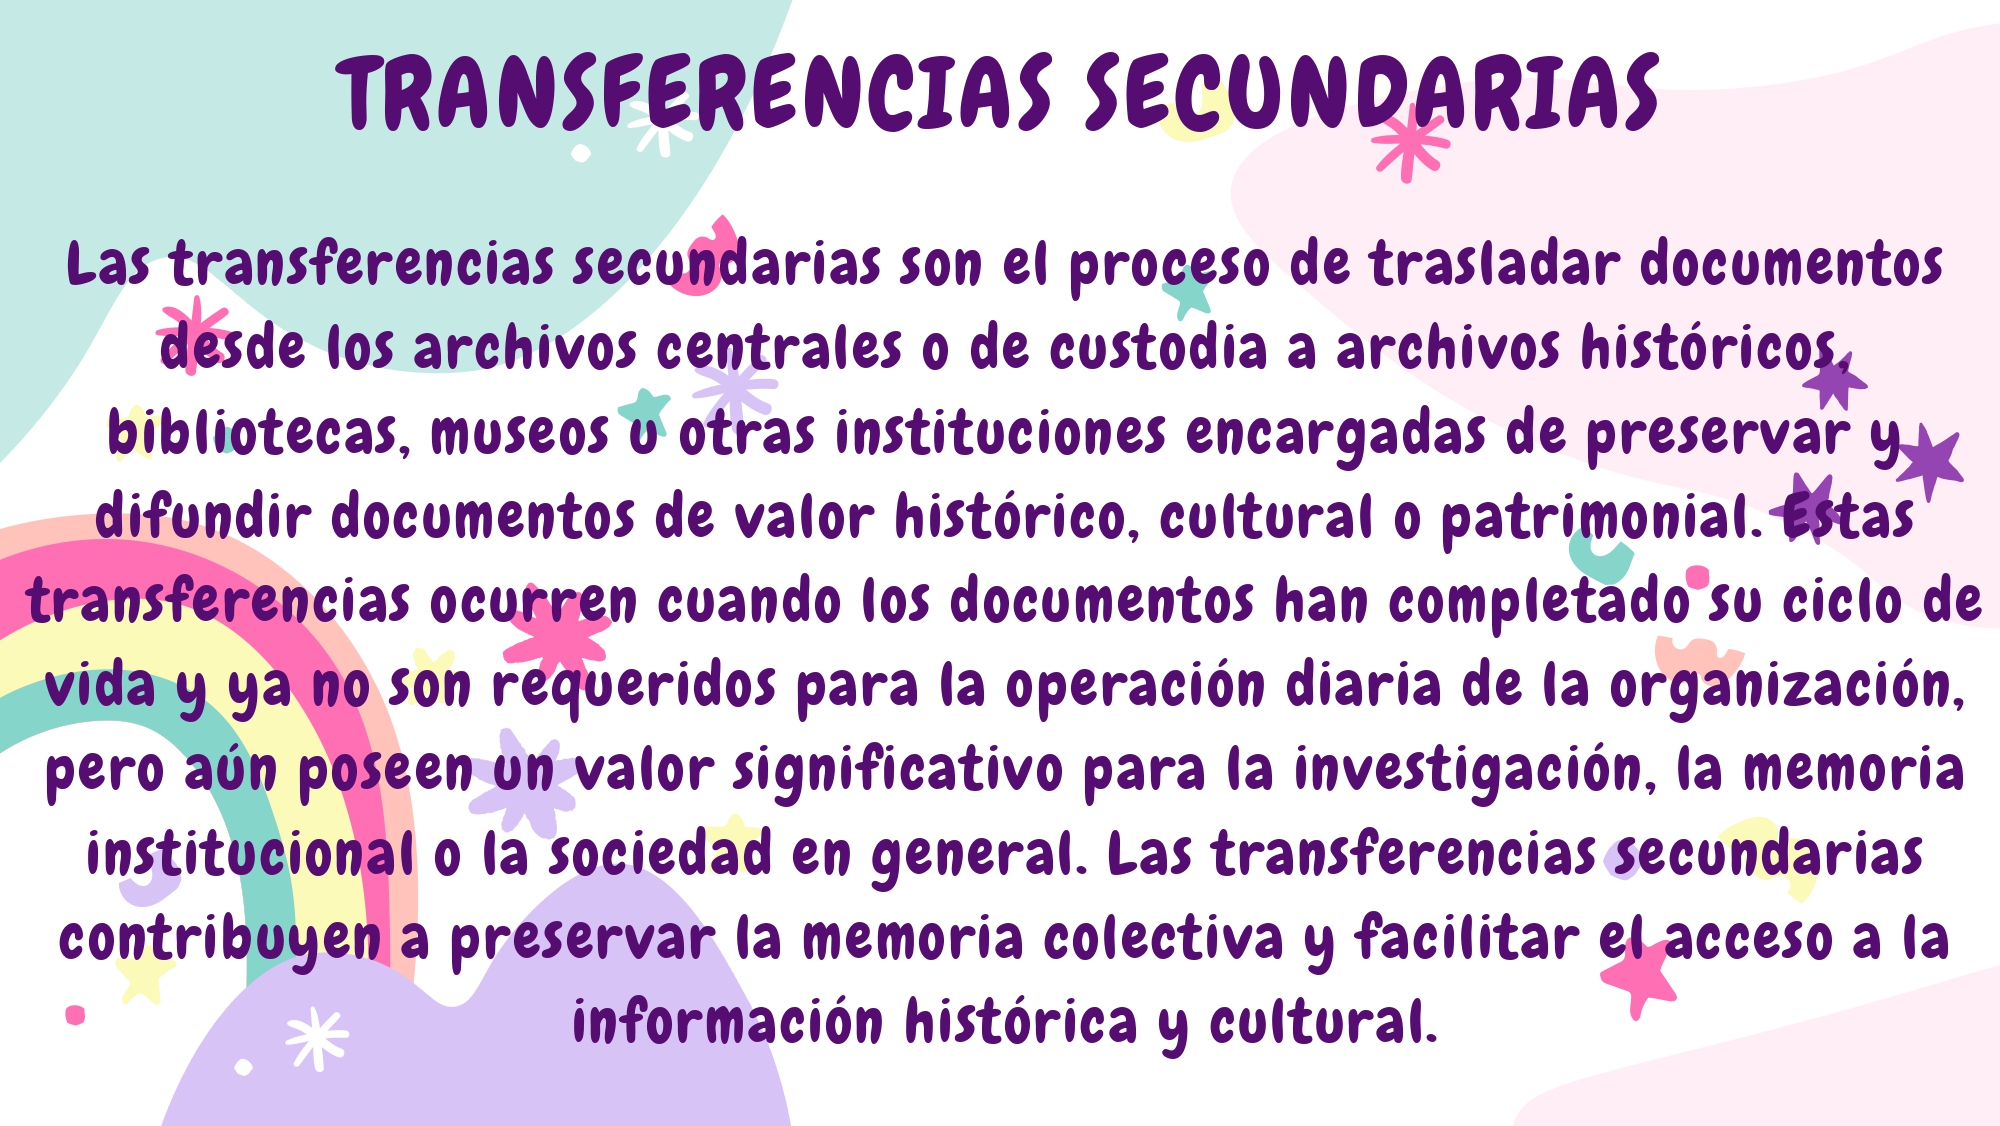 TRANSFERENCIAS SECUNDARIAS
Las transferencias secundarias son el proceso de trasladar documentos
desde los archivos centrales o de custodia a archivos históricos,
bibliotecas, museos u otras instituciones encargadas de preservar y
difundir documentos de valor histórico, cultural o patrimonial. Estas
transferencias ocurren cuando los documentos han completado su ciclo de
vida y ya no son requeridos para la operación diaria de la organización,
pero aún poseen un valor significativo para la investigación, la memoria
institucional o la sociedad en general. Las transferencias secundarias
contribuyen a preservar la memoria colectiva y facilitar el acceso a la
información histórica y cultural.